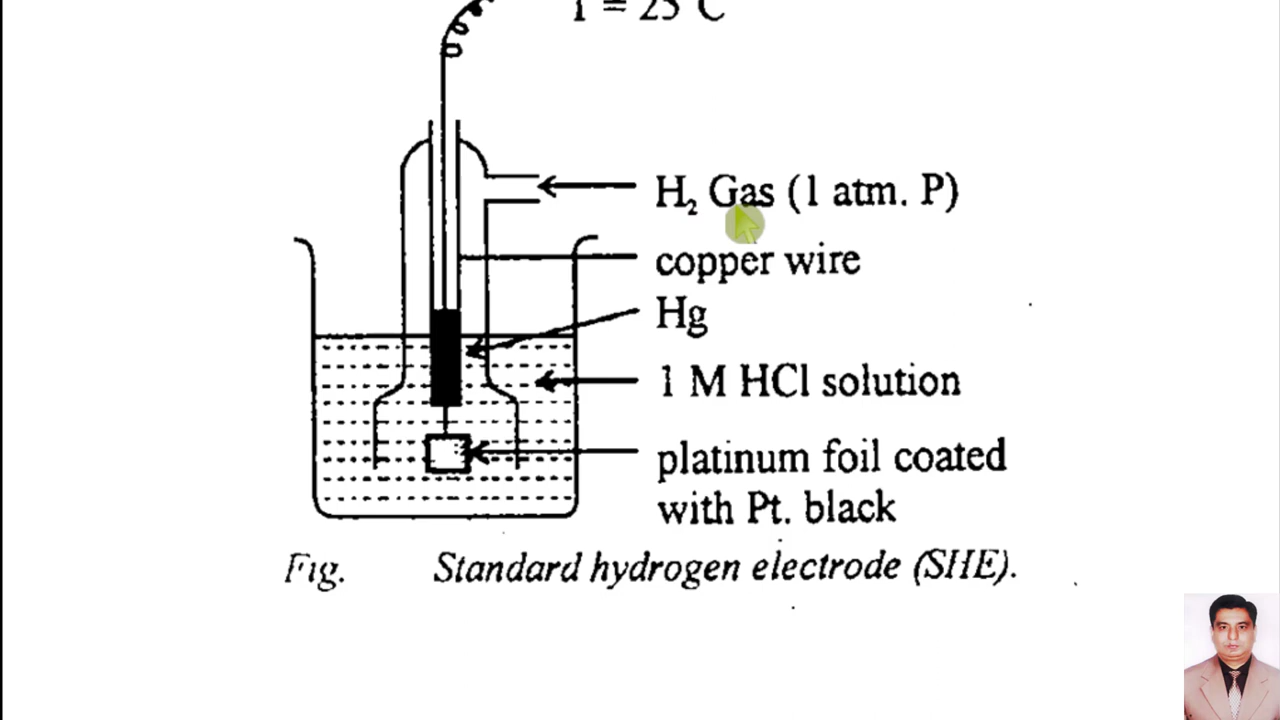 T = 25°C
H₂ Gas (1 atm. P)
copper wire
Hg
1 M HCl solution
platinum foil coated
with Pt. black
Fig. Standard hydrogen electrode (SHE).